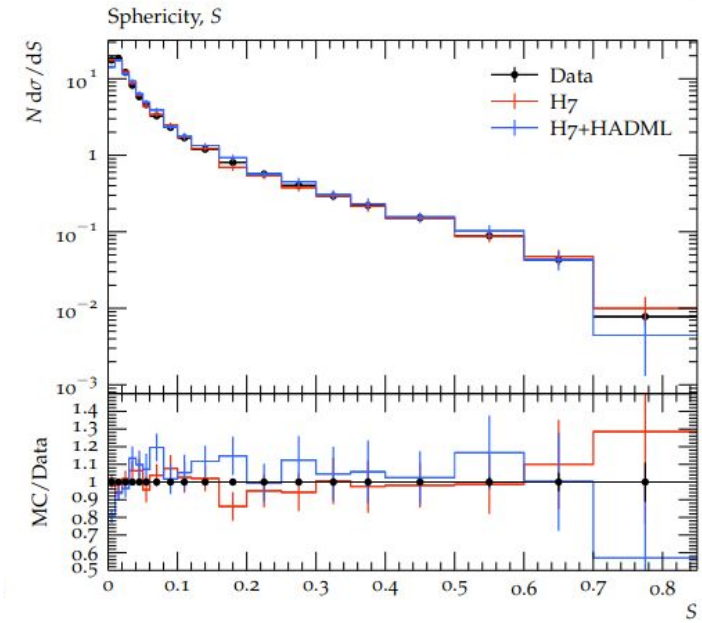 Sphericity, S
N dσ/dS
10¹
1
10⁻¹
10⁻²
10⁻³
Data
H7
H7+HADML
MC/Data
1.4
1.3
1.2
1.1
1
0.9
0.8
0.7
0.6
0.5
0 0.1 0.2 0.3 0.4 0.5 0.6 0.7 0.8
S